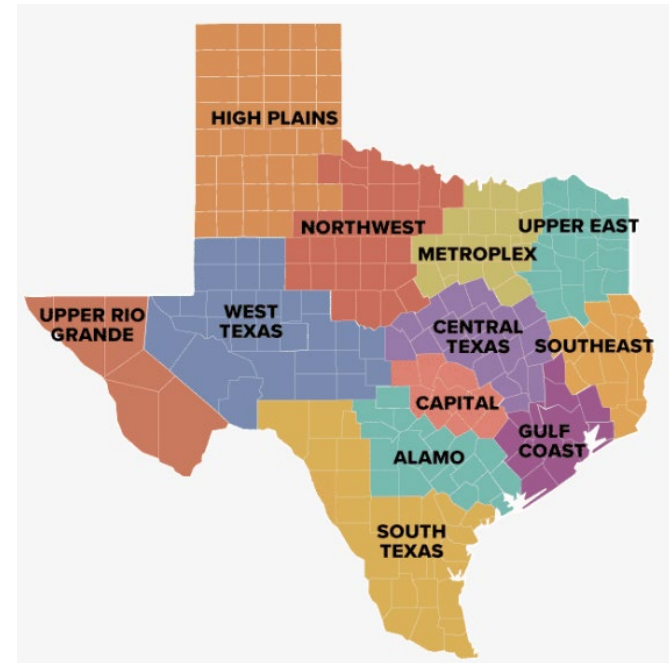 HIGH PLAINS
NORTHWEST
UPPER EAST
METROPLEX
UPPER RIO
GRANDE
WEST
TEXAS
CENTRAL
TEXAS
SOUTHEAST
CAPITAL
GULF
COAST
ALAMO
SOUTH
TEXAS